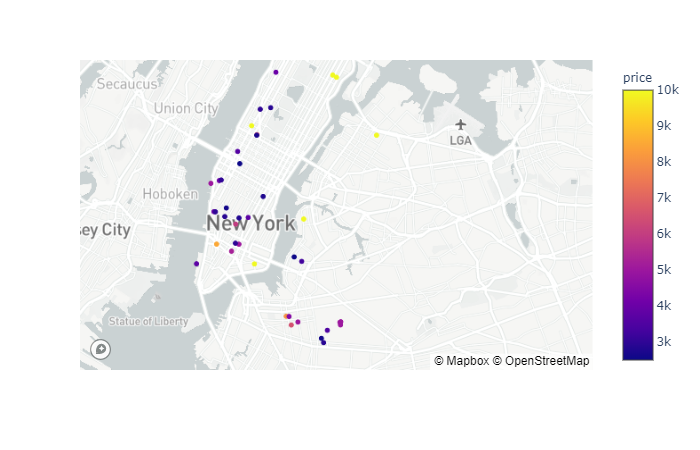 price
10k
9k
8k
7k
6k
5k
4k
3k
Secaucus
Union City
LGA
Hoboken
New York
sey City
Statue of Liberty
© Mapbox © OpenStreetMap